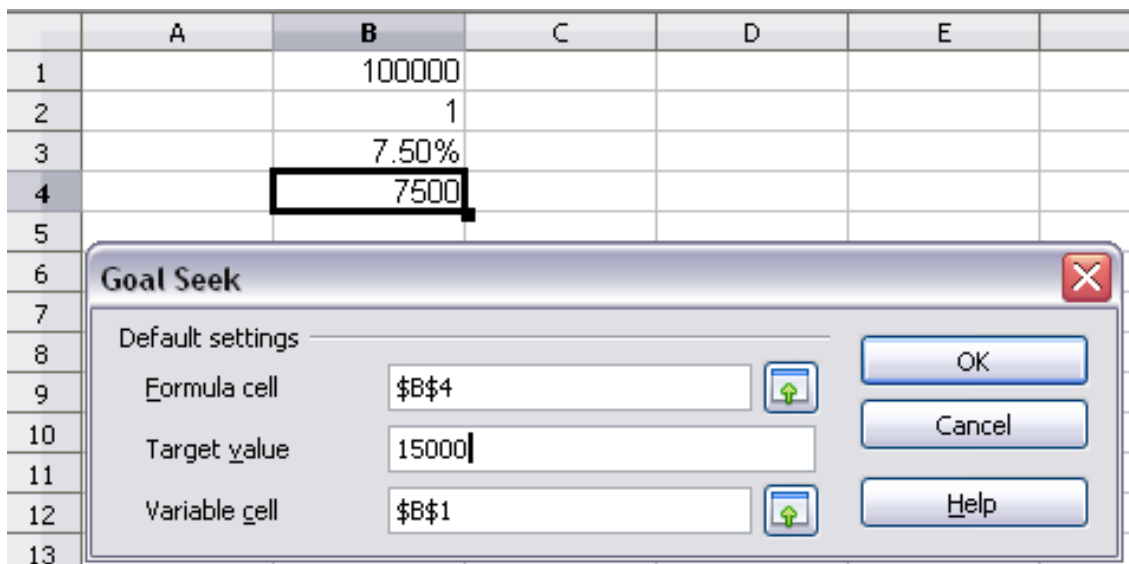 A B C D E
1 100000
2 1
3 7.50%
4 7500
5
6
7
8
9
10
11
12
13
Goal Seek
Default settings
Formula cell $B$4
Target value 15000
Variable cell $B$1
OK
Cancel
Help